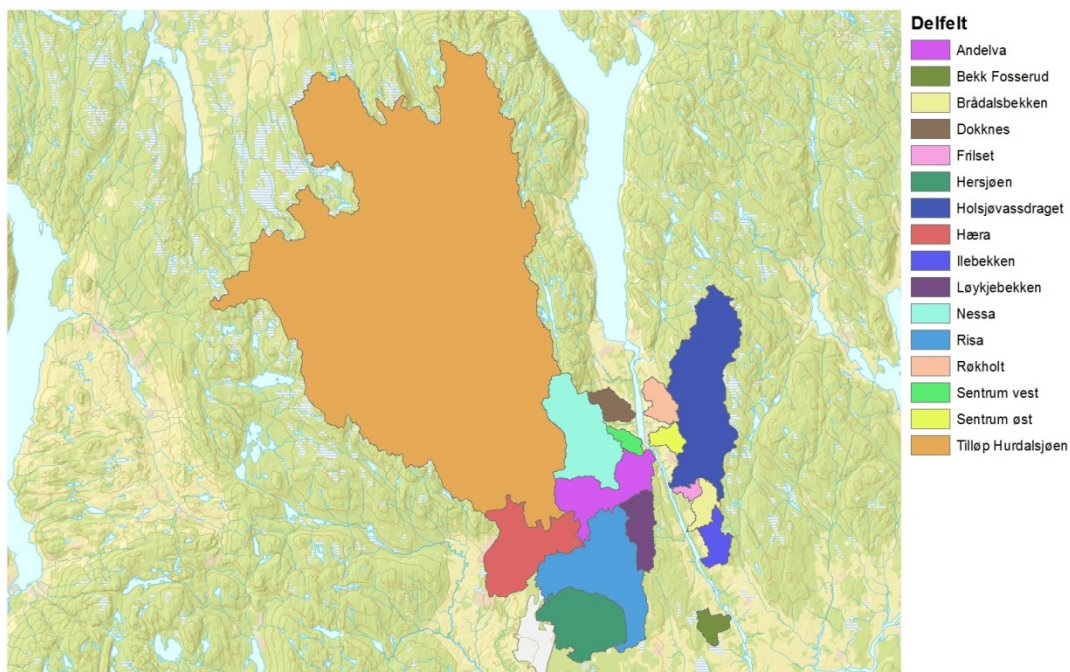 Delfelt
Andelva
Bekk Fosserud
Brådalsbekken
Dokknes
Frilset
Hersjøen
Holsjøvassdraget
Hæra
Ilebekken
Løykjebekken
Nessa
Risa
Røkholt
Sentrum vest
Sentrum øst
Tilløp Hurdalsjøen